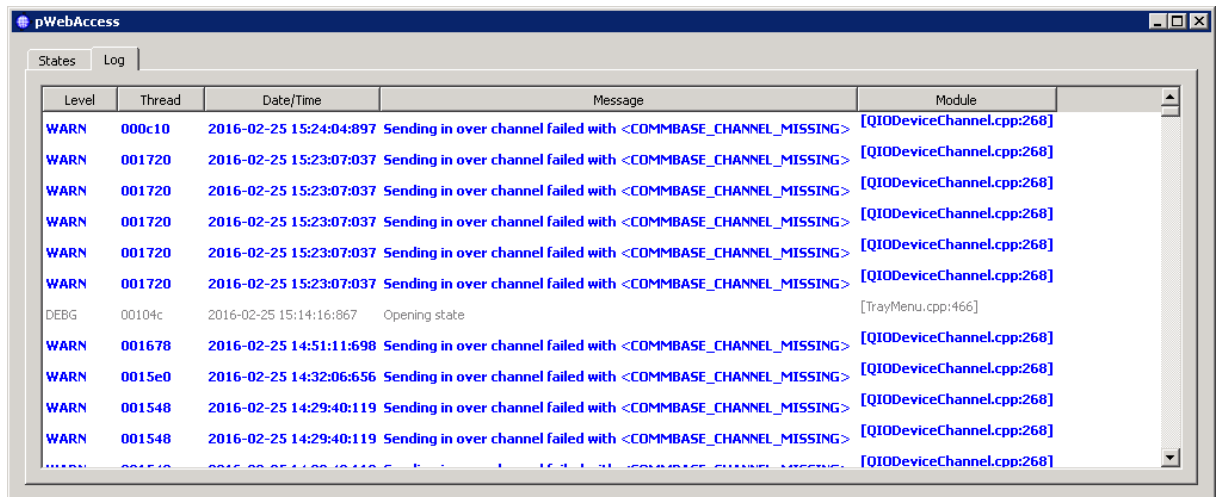 pWebAccess
States Log
Level Thread Date/Time Message Module
WARN 000c10 2016-02-25 15:24:04:897 Sending in over channel failed with <COMMBASE_CHANNEL_MISSING> [QIODeviceChannel.cpp:268]
WARN 001720 2016-02-25 15:23:07:037 Sending in over channel failed with <COMMBASE_CHANNEL_MISSING> [QIODeviceChannel.cpp:268]
WARN 001720 2016-02-25 15:23:07:037 Sending in over channel failed with <COMMBASE_CHANNEL_MISSING> [QIODeviceChannel.cpp:268]
WARN 001720 2016-02-25 15:23:07:037 Sending in over channel failed with <COMMBASE_CHANNEL_MISSING> [QIODeviceChannel.cpp:268]
WARN 001720 2016-02-25 15:23:07:037 Sending in over channel failed with <COMMBASE_CHANNEL_MISSING> [QIODeviceChannel.cpp:268]
WARN 001720 2016-02-25 15:23:07:037 Sending in over channel failed with <COMMBASE_CHANNEL_MISSING> [QIODeviceChannel.cpp:268]
DEBG 00104c 2016-02-25 15:14:16:867 Opening state [TrayMenu.cpp:466]
WARN 001678 2016-02-25 14:51:11:698 Sending in over channel failed with <COMMBASE_CHANNEL_MISSING> [QIODeviceChannel.cpp:268]
WARN 0015e0 2016-02-25 14:32:06:656 Sending in over channel failed with <COMMBASE_CHANNEL_MISSING> [QIODeviceChannel.cpp:268]
WARN 001548 2016-02-25 14:29:40:119 Sending in over channel failed with <COMMBASE_CHANNEL_MISSING> [QIODeviceChannel.cpp:268]
WARN 001548 2016-02-25 14:29:40:119 Sending in over channel failed with <COMMBASE_CHANNEL_MISSING> [QIODeviceChannel.cpp:268]
[QIODeviceChannel.cpp:268]